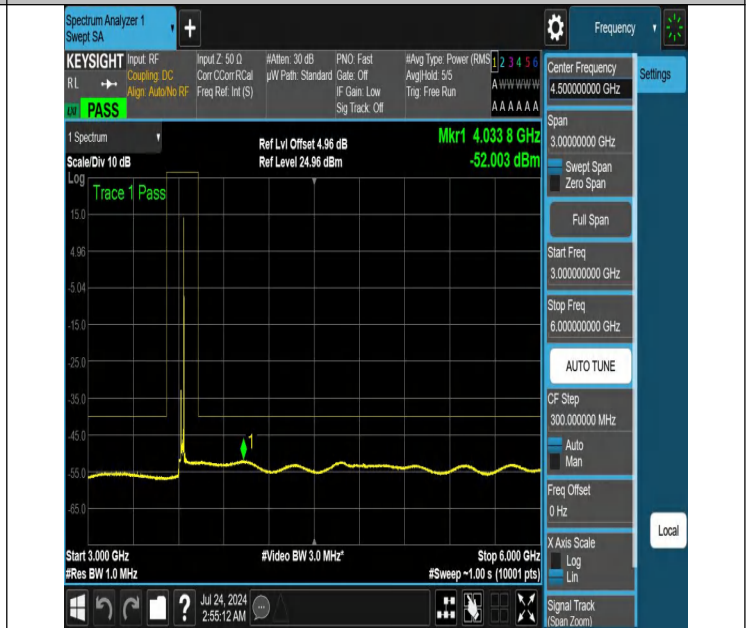 Spectrum Analyzer 1
Swept SA
+
Frequency
KEYSIGHT
RL
PASS
Input: RF
Coupling: DC
Align: Auto/No RF
Input Z: 50 Ω
Corr CCorr RCal
Freq Ref: Int (S)
#Atten: 30 dB
µW Path: Standard
PNO: Fast
Gate: Off
IF Gain: Low
Sig Track: Off
#Avg Type: Power (RMS
Avg|Hold: 5/5
Trig: Free Run
1 2 3 4 5 6
A W W W W W
A A A A A A
Center Frequency
4.500000000 GHz
Settings
Span
3.00000000 GHz
Swept Span
Zero Span
Full Span
Start Freq
3.000000000 GHz
Stop Freq
6.000000000 GHz
AUTO TUNE
CF Step
300.000000 MHz
Auto
Man
Freq Offset
0 Hz
X Axis Scale
Log
Lin
Signal Track
(Span Zoom)
Local
1 Spectrum
Scale/Div 10 dB
Ref Lvl Offset 4.96 dB
Ref Level 24.96 dBm
Mkr1 4.033 8 GHz
-52.003 dBm
Log
Trace 1 Pass
15.0
4.96
-5.04
-15.0
-25.0
-35.0
-45.0
-55.0
-65.0
1
Start 3.000 GHz
#Res BW 1.0 MHz
#Video BW 3.0 MHz*
Stop 6.000 GHz
#Sweep ~1.00 s (10001 pts)
?
Jul 24, 2024
2:55:12 AM